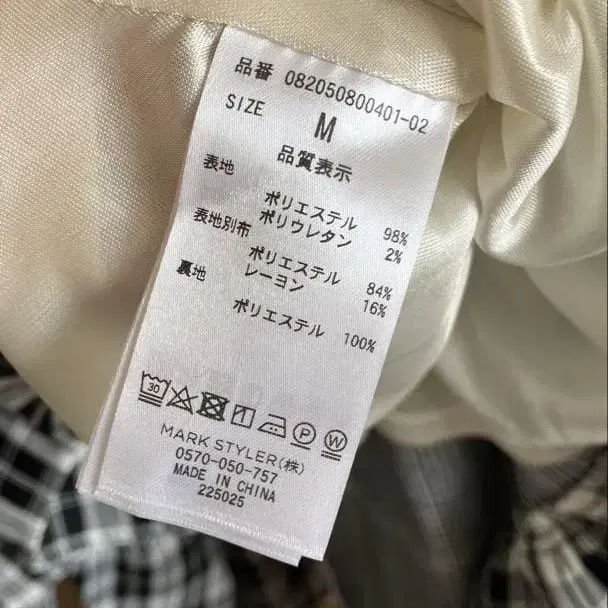 品番 082050800401-02
SIZE M
品質表示
表地
ポリエステル 98%
ポリウレタン 2%
表地別布
ポリエステル 84%
レーヨン 16%
裏地
ポリエステル 100%
30 P W
MARK STYLER(株)
0570-050-757
MADE IN CHINA
225025